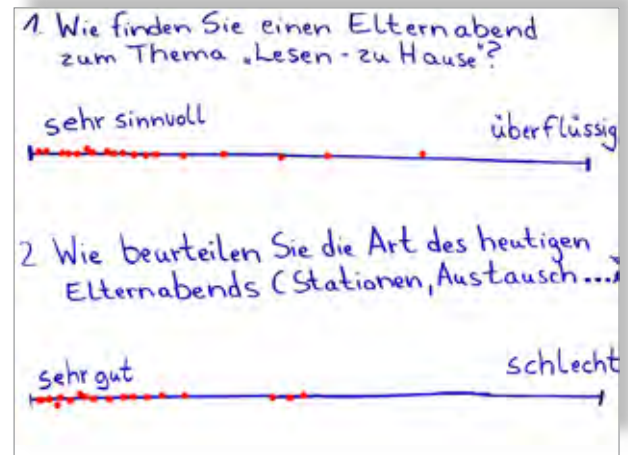 1. Wie finden Sie einen Elternabend
zum Thema „Lesen - zu Hause"?
sehr sinnvoll
überflüssig
2 Wie beurteilen Sie die Art des heutigen
Elternabends (Stationen, Austausch...)
sehr gut
schlecht